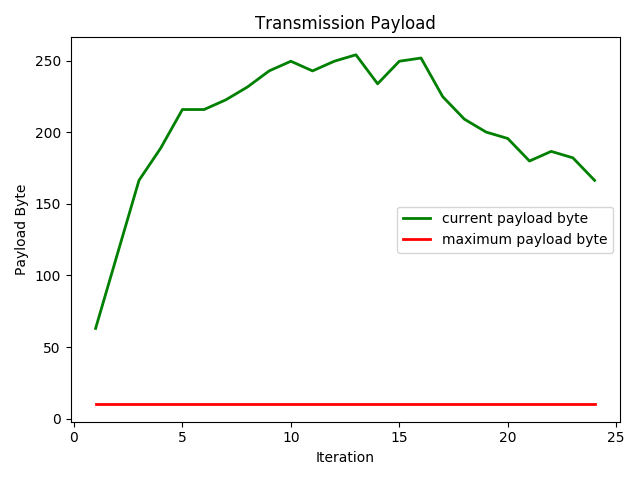 Transmission Payload
Payload Byte
250
200
150
100
50
0
current payload byte
maximum payload byte
0 5 10 15 20 25
Iteration